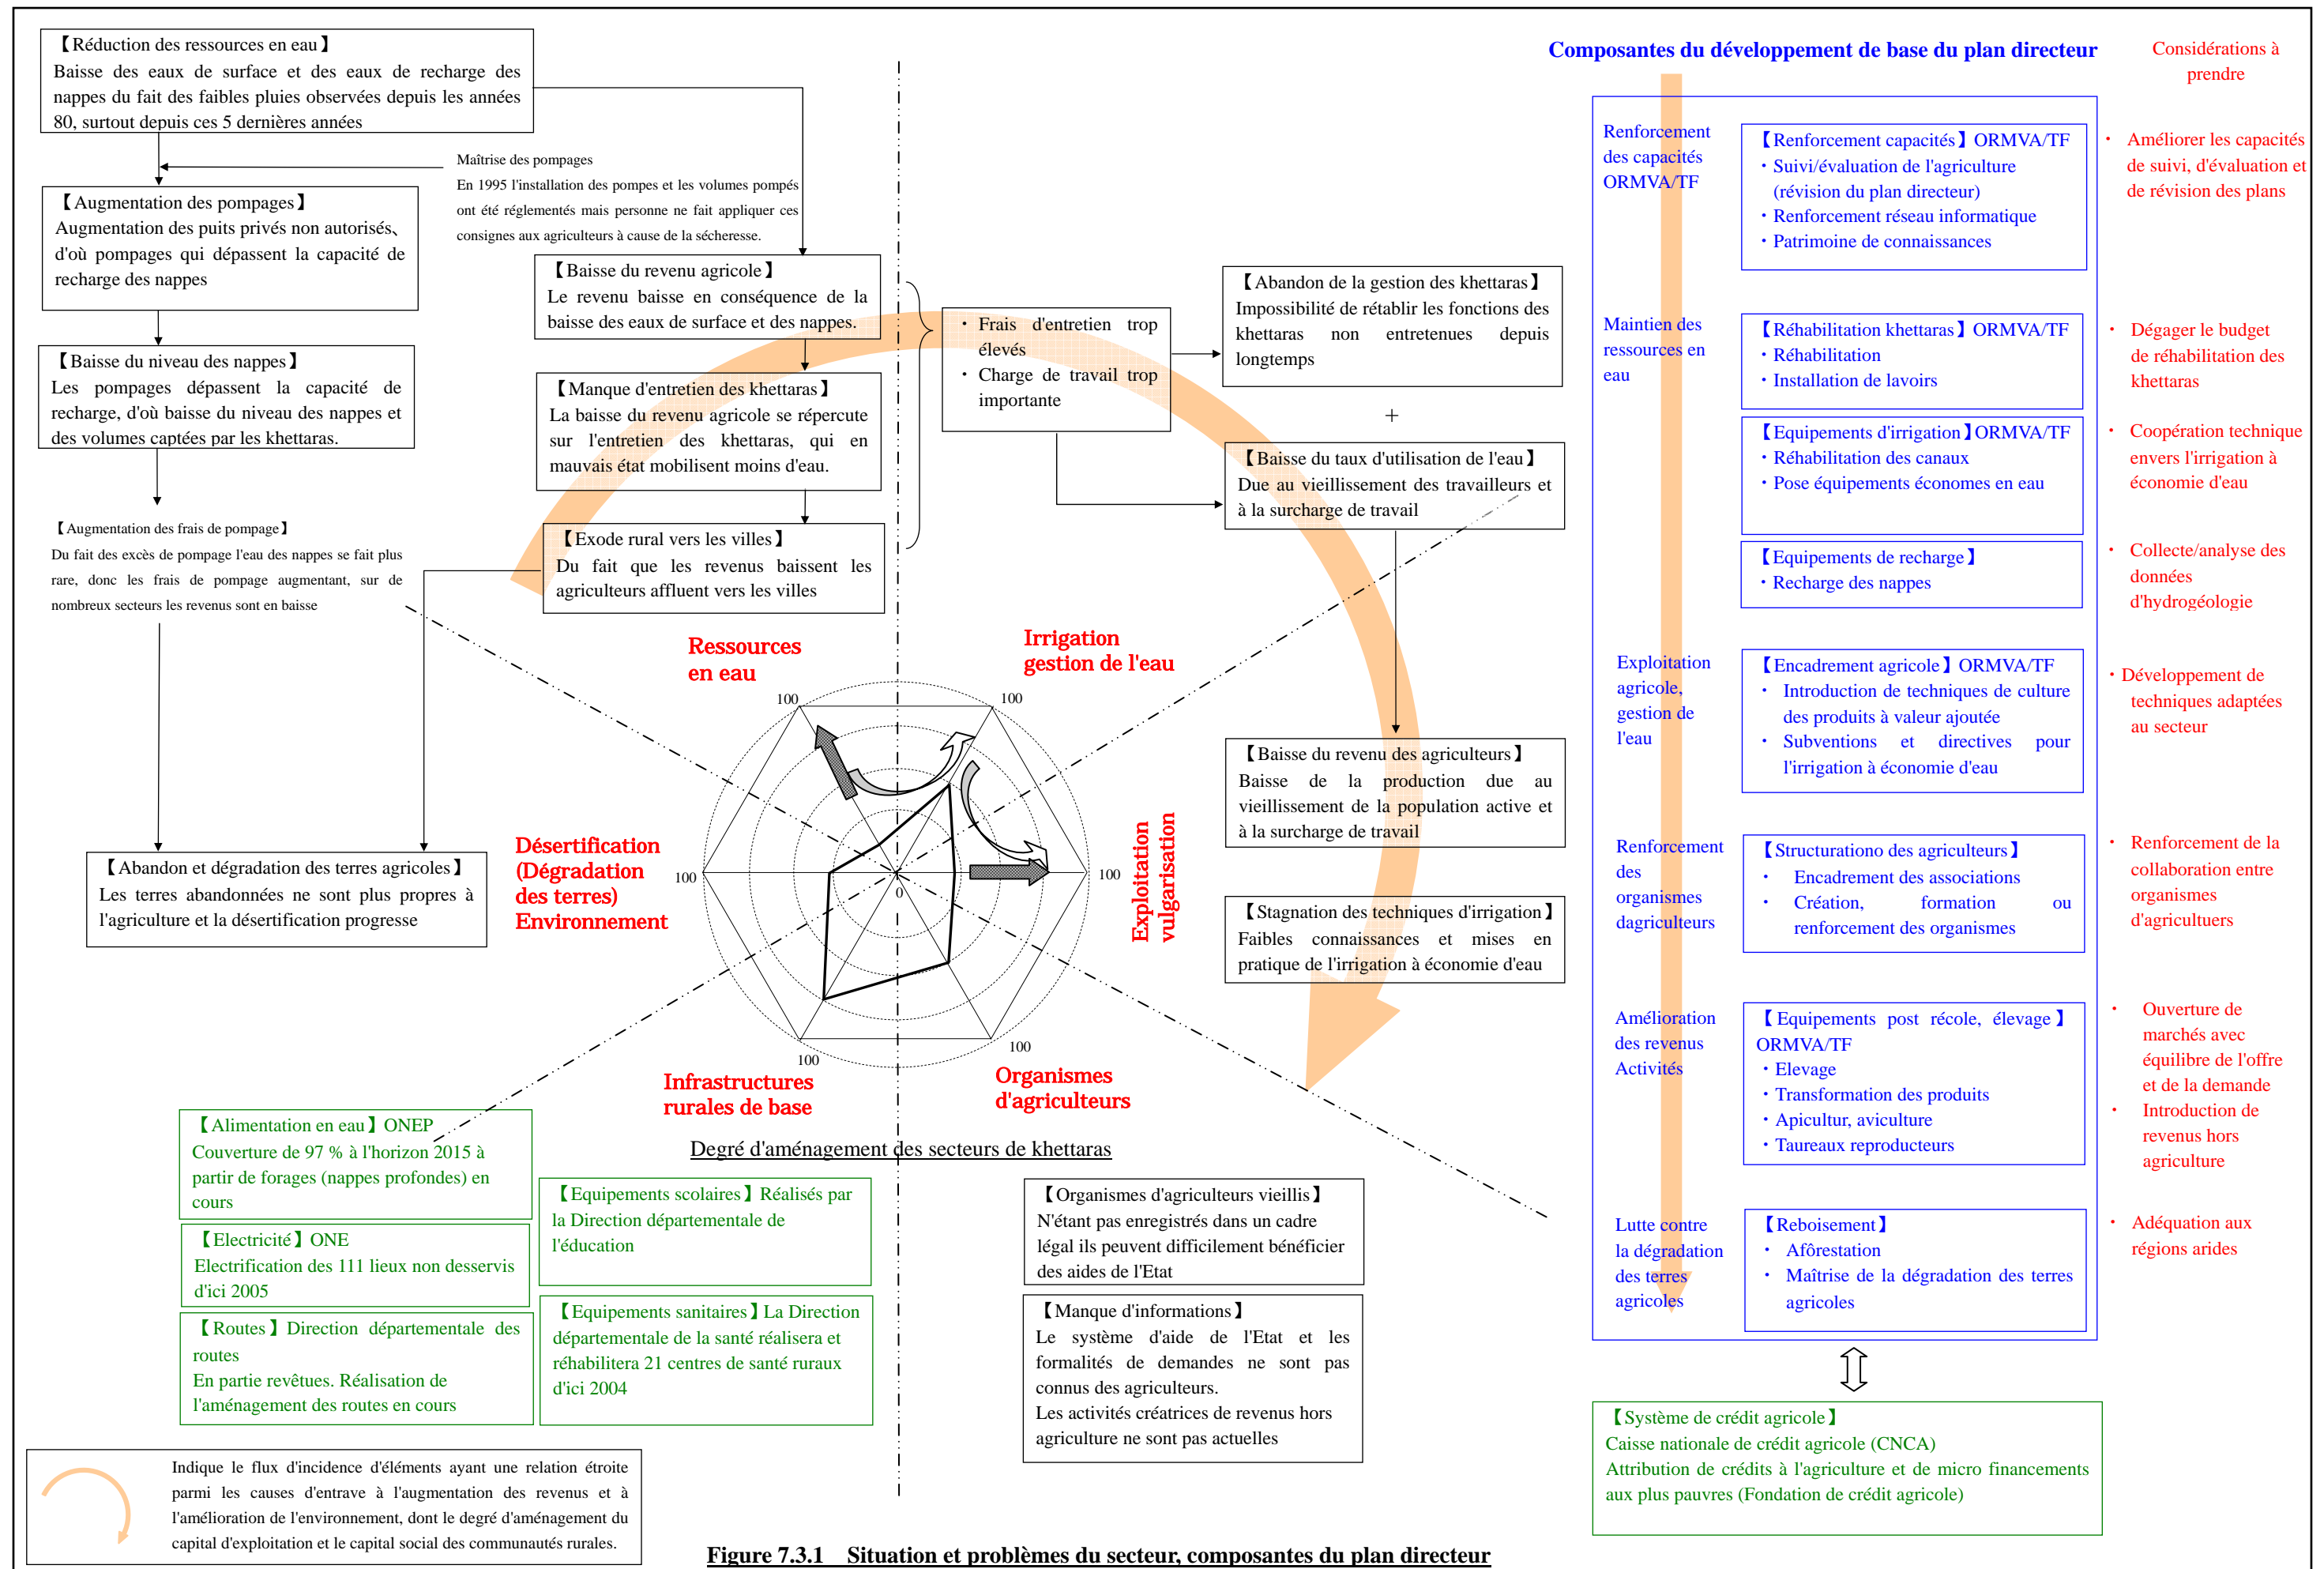 【Réduction des ressources en eau】
Baisse des eaux de surface et des eaux de recharge des
nappes du fait des faibles pluies observées depuis les années
80, surtout depuis ces 5 dernières années
Maîtrise des pompages
En 1995 l'installation des pompes et les volumes pompés
ont été réglementés mais personne ne fait appliquer ces
consignes aux agriculteurs à cause de la sécheresse.
【Augmentation des pompages】
Augmentation des puits privés non autorisés、
d'où pompages qui dépassent la capacité de
recharge des nappes
【Baisse du niveau des nappes】
Les pompages dépassent la capacité de
recharge, d'où baisse du niveau des nappes et
des volumes captées par les khettaras.
【Augmentation des frais de pompage】
Du fait des excès de pompage l'eau des nappes se fait plus
rare, donc les frais de pompage augmentant, sur de
nombreux secteurs les revenus sont en baisse
【Abandon et dégradation des terres agricoles】
Les terres abandonnées ne sont plus propres à
l'agriculture et la désertification progresse
【Baisse du revenu agricole】
Le revenu baisse en conséquence de la
baisse des eaux de surface et des nappes.
【Manque d'entretien des khettaras】
La baisse du revenu agricole se répercute
sur l'entretien des khettaras, qui en
mauvais état mobilisent moins d'eau.
【Exode rural vers les villes】
Du fait que les revenus baissent les
agriculteurs affluent vers les villes
・ Frais d'entretien trop
élevés
・ Charge de travail trop
importante
【Abandon de la gestion des khettaras】
Impossibilité de rétablir les fonctions des
khettaras non entretenues depuis
longtemps
+
【Baisse du taux d'utilisation de l'eau】
Due au vieillissement des travailleurs et
à la surcharge de travail
【Baisse du revenu des agriculteurs】
Baisse de la production due au
vieillissement de la population active et
à la surcharge de travail
【Stagnation des techniques d'irrigation】
Faibles connaissances et mises en
pratique de l'irrigation à économie d'eau
Ressources
en eau
Irrigation
gestion de l'eau
Exploitation
vulgarisation
Organismes
d'agriculteurs
Infrastructures
rurales de base
Désertification
(Dégradation
des terres)
Environnement
100
100
100
100
100
100
0
Degré d'aménagement des secteurs de khettaras
【Alimentation en eau】ONEP
Couverture de 97 % à l'horizon 2015 à
partir de forages (nappes profondes) en
cours
【Electricité】ONE
Electrification des 111 lieux non desservis
d'ici 2005
【Routes】Direction départementale des
routes
En partie revêtues. Réalisation de
l'aménagement des routes en cours
【Equipements scolaires】Réalisés par
la Direction départementale de
l'éducation
【Equipements sanitaires】La Direction
départementale de la santé réalisera et
réhabilitera 21 centres de santé ruraux
d'ici 2004
【Organismes d'agriculteurs vieillis】
N'étant pas enregistrés dans un cadre
légal ils peuvent difficilement bénéficier
des aides de l'Etat
【Manque d'informations】
Le système d'aide de l'Etat et les
formalités de demandes ne sont pas
connus des agriculteurs.
Les activités créatrices de revenus hors
agriculture ne sont pas actuelles
Indique le flux d'incidence d'éléments ayant une relation étroite
parmi les causes d'entrave à l'augmentation des revenus et à
l'amélioration de l'environnement, dont le degré d'aménagement du
capital d'exploitation et le capital social des communautés rurales.
Composantes du développement de base du plan directeur
Considérations à
prendre
Renforcement
des capacités
ORMVA/TF
【Renforcement capacités】ORMVA/TF
・Suivi/évaluation de l'agriculture
(révision du plan directeur)
・Renforcement réseau informatique
・Patrimoine de connaissances
・ Améliorer les capacités
de suivi, d'évaluation et
de révision des plans
Maintien des
ressources en
eau
【Réhabilitation khettaras】ORMVA/TF
・Réhabilitation
・Installation de lavoirs
・ Dégager le budget
de réhabilitation des
khettaras
【Equipements d'irrigation】ORMVA/TF
・Réhabilitation des canaux
・Pose équipements économes en eau
・ Coopération technique
envers l'irrigation à
économie d'eau
【Equipements de recharge】
・Recharge des nappes
・ Collecte/analyse des
données
d'hydrogéologie
Exploitation
agricole,
gestion de
l'eau
【Encadrement agricole】ORMVA/TF
・ Introduction de techniques de culture
des produits à valeur ajoutée
・ Subventions et directives pour
l'irrigation à économie d'eau
・Développement de
techniques adaptées
au secteur
Renforcement
des
organismes
dagriculteurs
【Structurationo des agriculteurs】
・ Encadrement des associations
・ Création, formation ou
renforcement des organismes
・ Renforcement de la
collaboration entre
organismes
d'agricultuers
Amélioration
des revenus
Activités
【Equipements post récole, élevage】
ORMVA/TF
・Elevage
・Transformation des produits
・Apicultur, aviculture
・Taureaux reproducteurs
・ Ouverture de
marchés avec
équilibre de l'offre
et de la demande
・ Introduction de
revenus hors
agriculture
Lutte contre
la dégradation
des terres
agricoles
【Reboisement】
・ Afôrestation
・ Maîtrise de la dégradation des terres
agricoles
・ Adéquation aux
régions arides
【Système de crédit agricole】
Caisse nationale de crédit agricole (CNCA)
Attribution de crédits à l'agriculture et de micro financements
aux plus pauvres (Fondation de crédit agricole)
Figure 7.3.1 Situation et problèmes du secteur, composantes du plan directeur